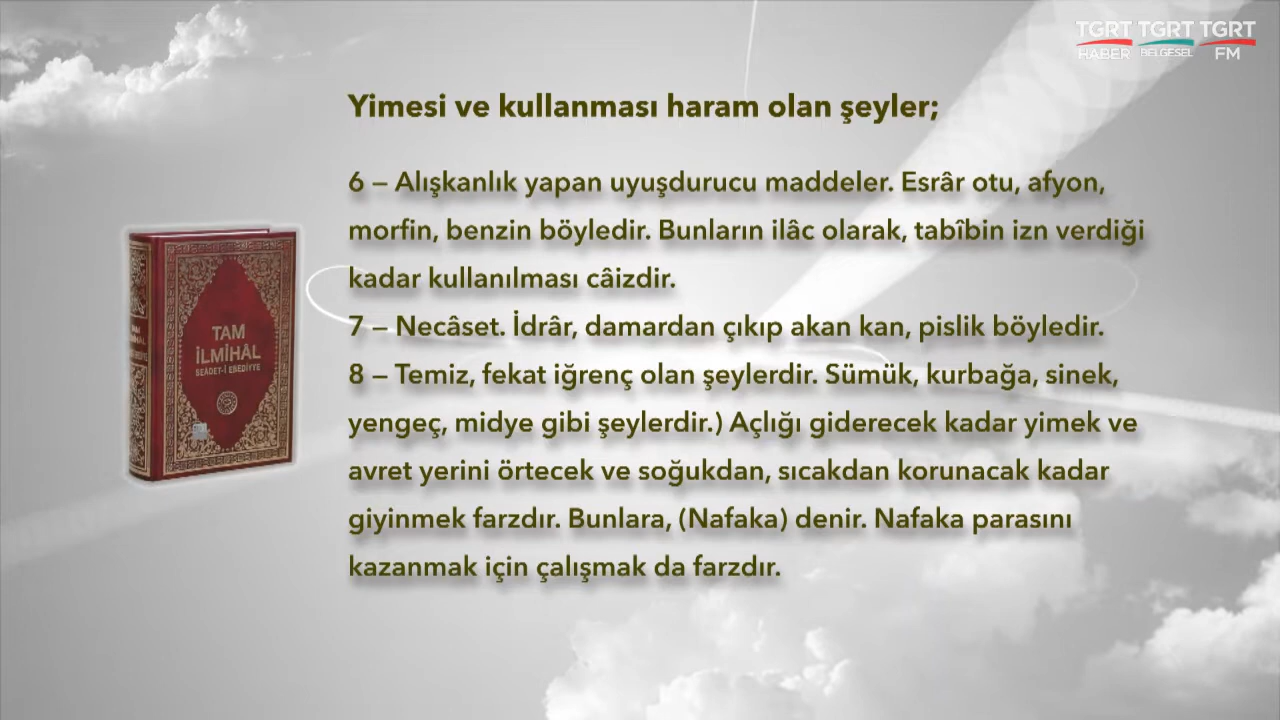 TGRT TGRT TGRT
HABER BELGESEL FM
Yimesi ve kullanması haram olan şeyler;
6 – Alışkanlık yapan uyuşdurucu maddeler. Esrâr otu, afyon,
morfin, benzin böyledir. Bunların ilâc olarak, tabîbin izn verdiği
kadar kullanılması câizdir.
7 – Necâset. İdrâr, damardan çıkıp akan kan, pislik böyledir.
8 – Temiz, fekat iğrenç olan şeylerdir. Sümük, kurbağa, sinek,
yengeç, midye gibi şeylerdir.) Açlığı giderecek kadar yimek ve
avret yerini örtecek ve soğukdan, sıcakdan korunacak kadar
giyinmek farzdır. Bunlara, (Nafaka) denir. Nafaka parasını
kazanmak için çalışmak da farzdır.
TAM
İLMİHÂL
SEÂDET-İ EBEDİYYE